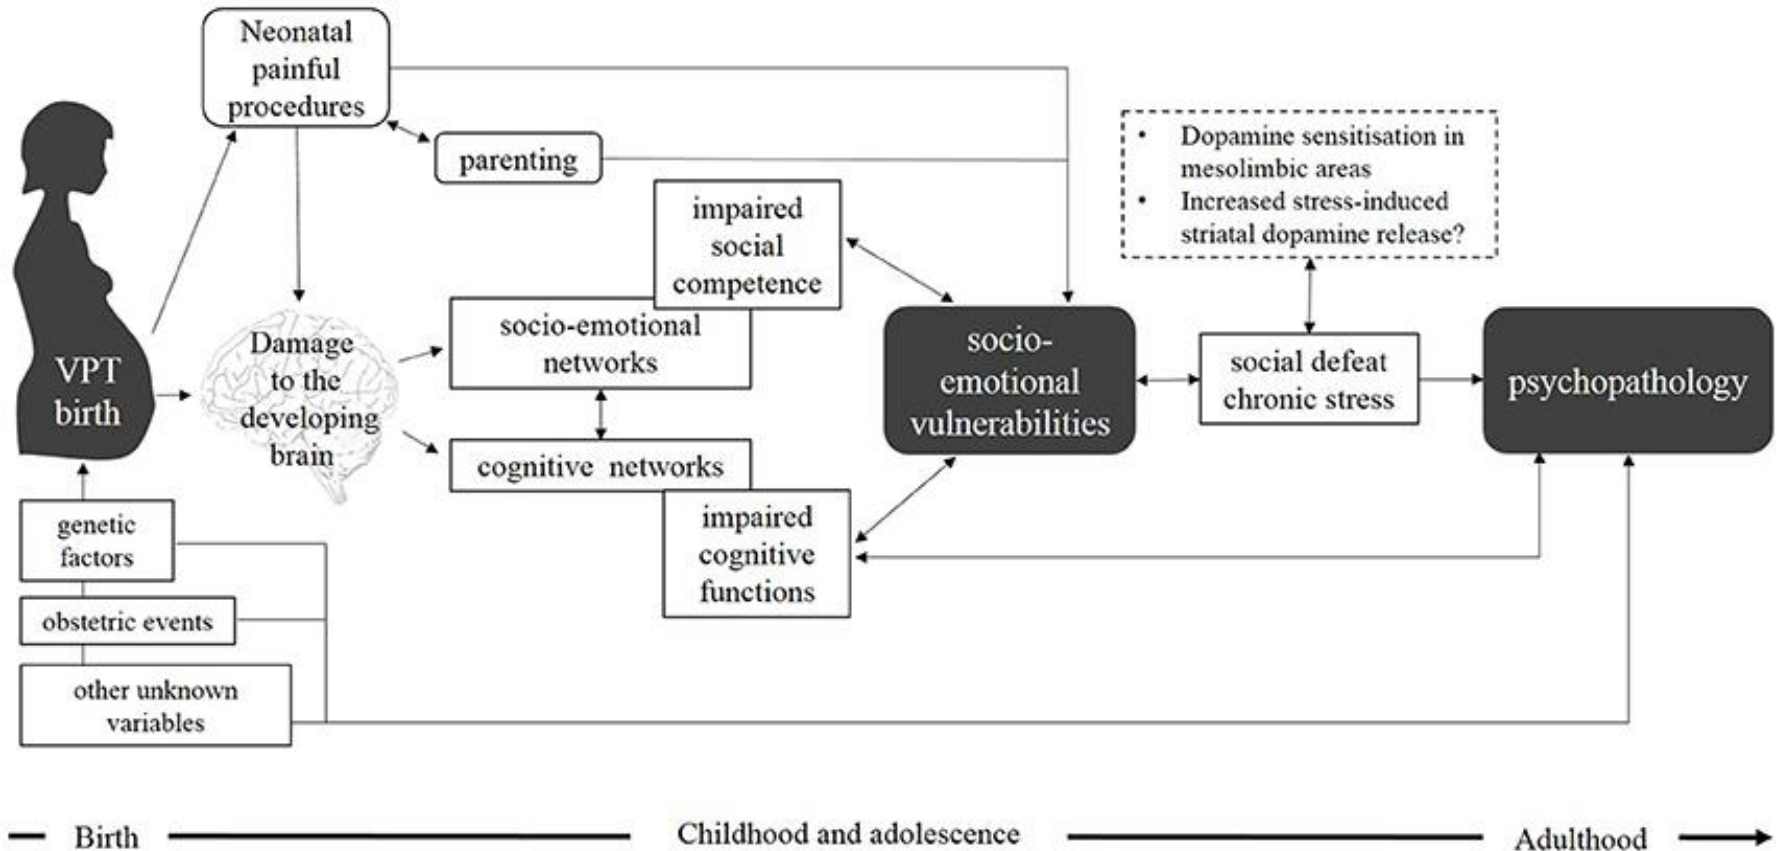 Neonatal
painful
procedures
parenting
• Dopamine sensitisation in
mesolimbic areas
• Increased stress-induced
striatal dopamine release?
impaired
social
competence
VPT
birth
Damage
to the
developing
brain
socio-emotional
networks
cognitive networks
impaired
cognitive
functions
socio-
emotional
vulnerabilities
social defeat
chronic stress
psychopathology
genetic
factors
obstetric events
other unknown
variables
Birth
Childhood and adolescence
Adulthood